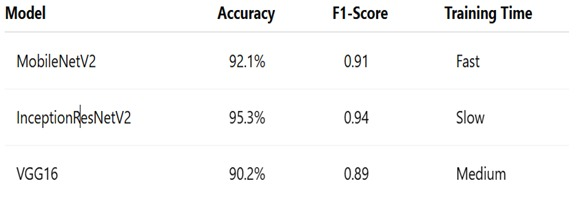 Model Accuracy F1-Score Training Time
MobileNetV2 92.1% 0.91 Fast
InceptionResNetV2 95.3% 0.94 Slow
VGG16 90.2% 0.89 Medium